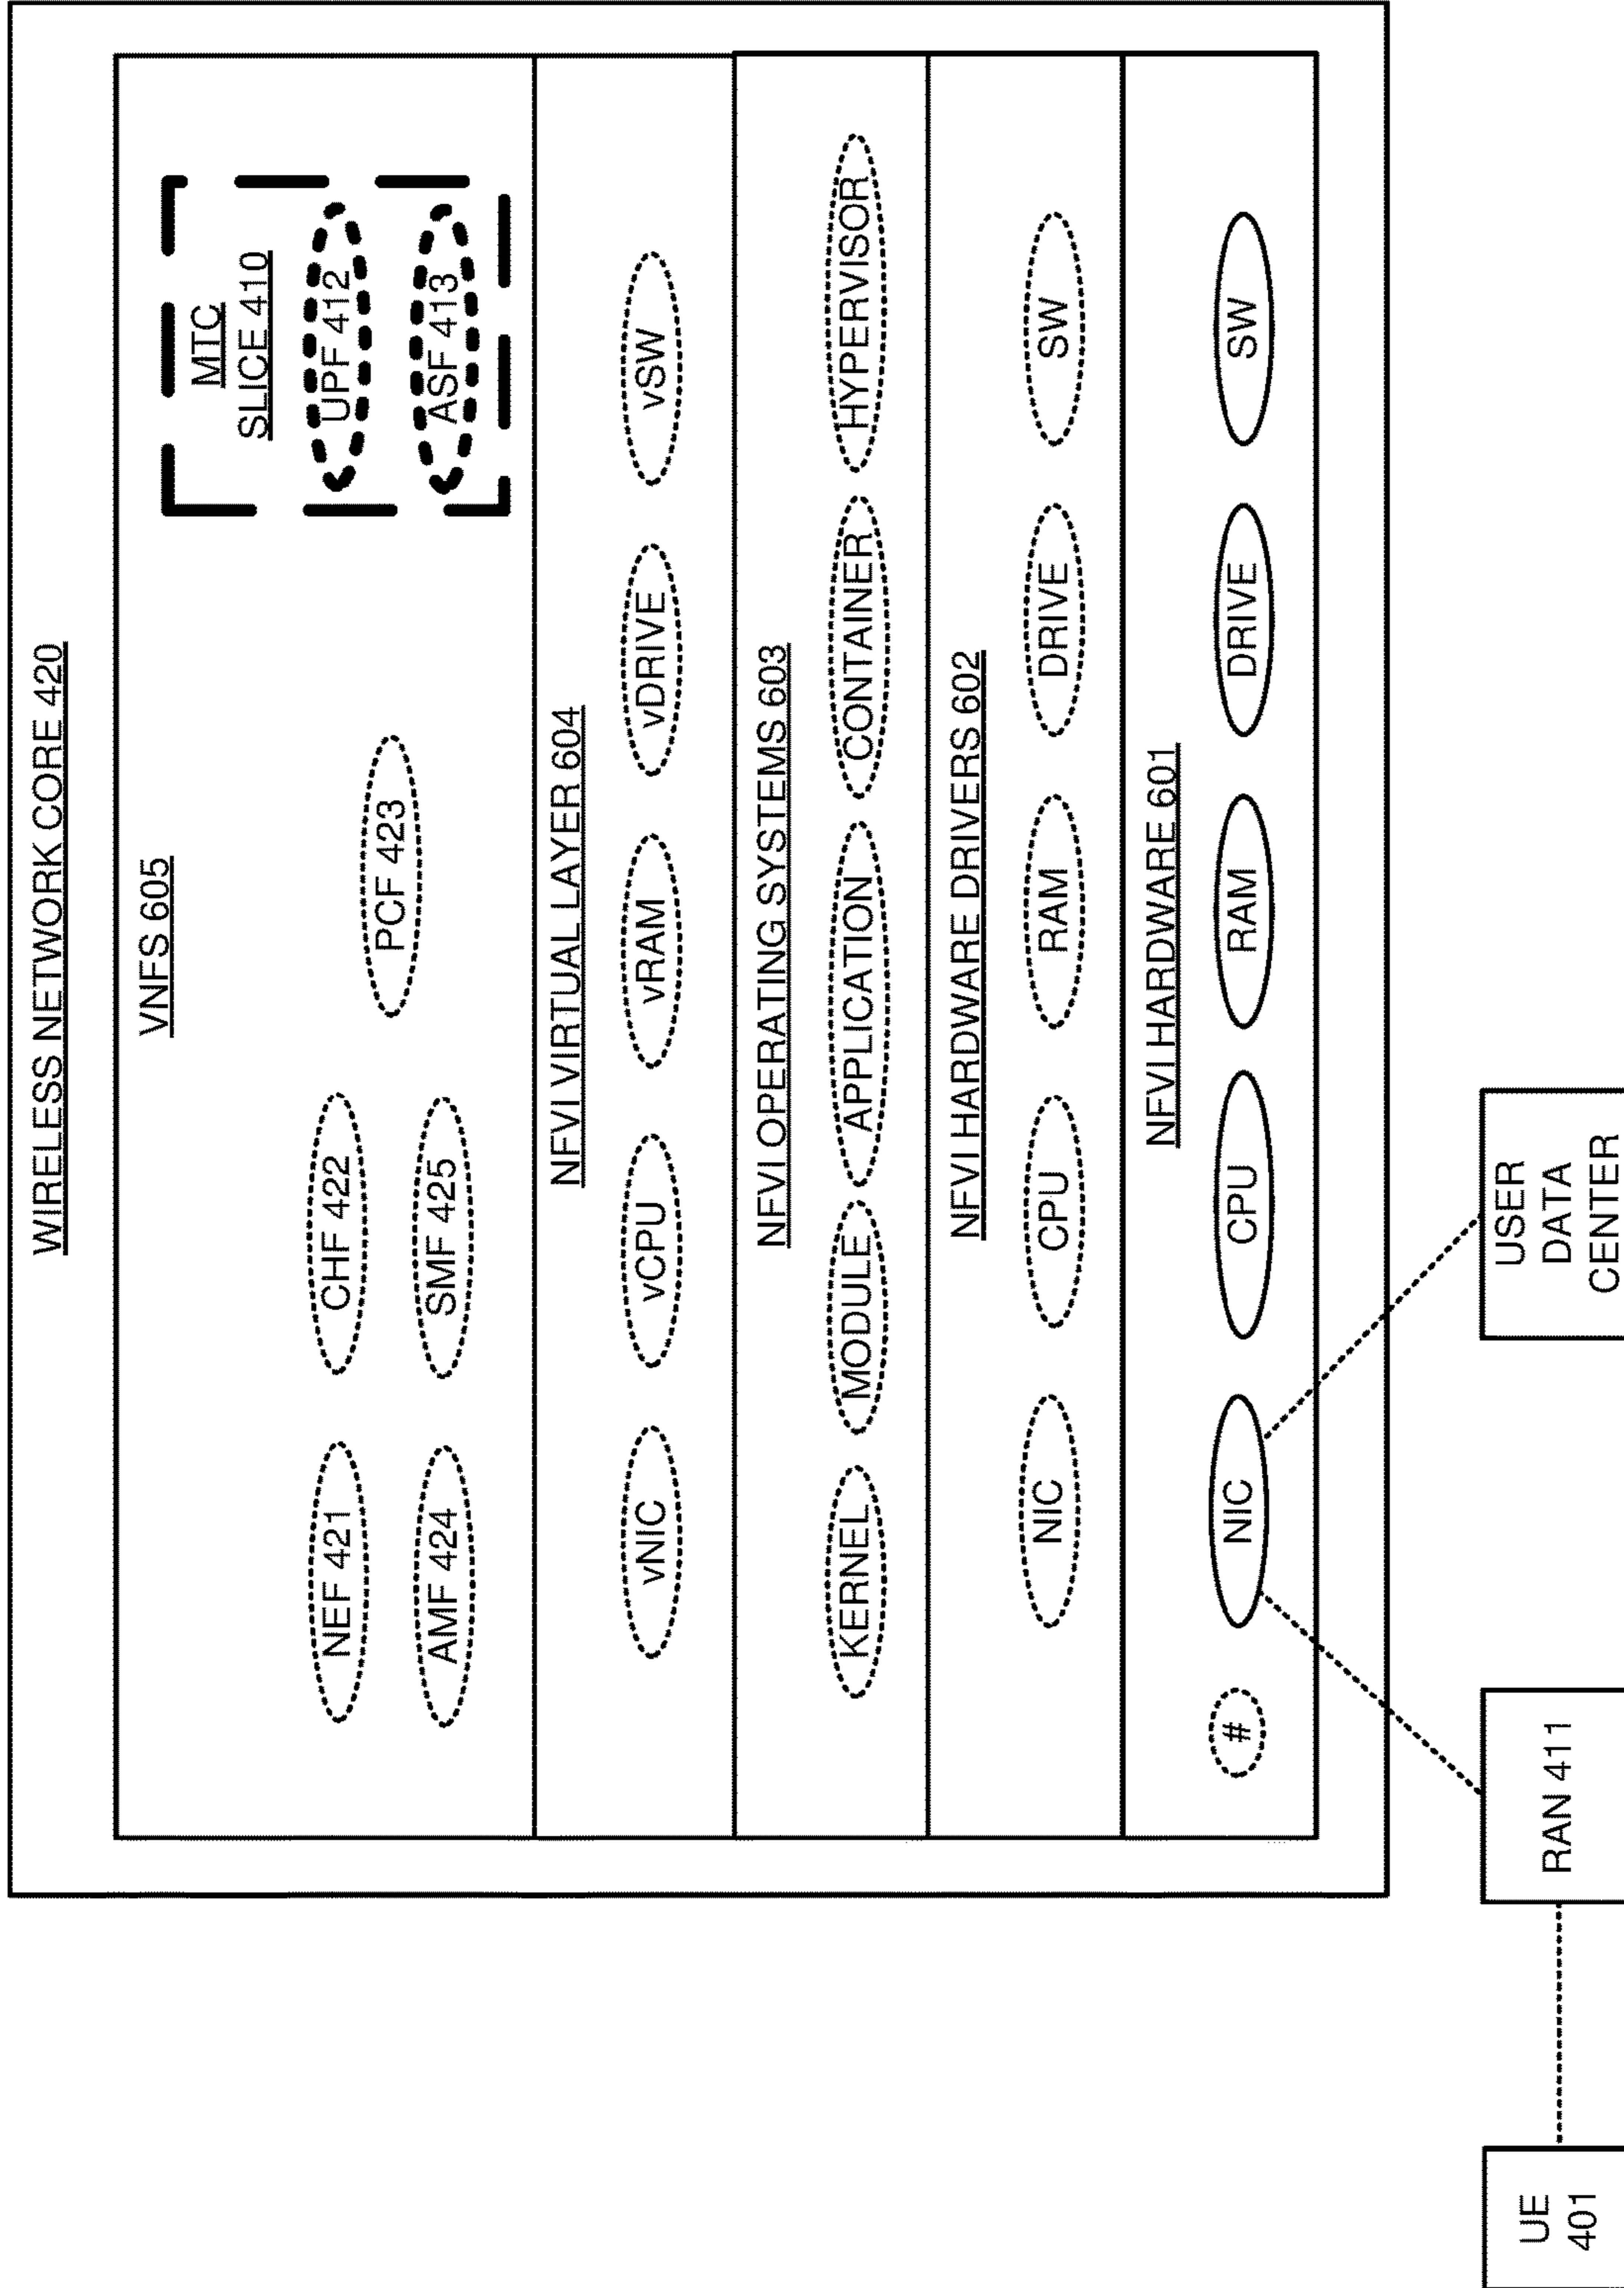 WIRELESS NETWORK CORE 420
VNFS 605
MTC
SLICE 410
NEF 421
CHF 422
UPF 412
PCF 423
AMF 424
SMF 425
ASF 413
NFVI VIRTUAL LAYER 604
vNIC
vCPU
vRAM
vDRIVE
vSW
NFVI OPERATING SYSTEMS 603
KERNEL
MODULE
APPLICATION
CONTAINER
HYPERVISOR
NFVI HARDWARE DRIVERS 602
NIC
CPU
RAM
DRIVE
SW
NFVI HARDWARE 601
#
NIC
CPU
RAM
DRIVE
SW
UE
401
RAN 411
USER
DATA
CENTER